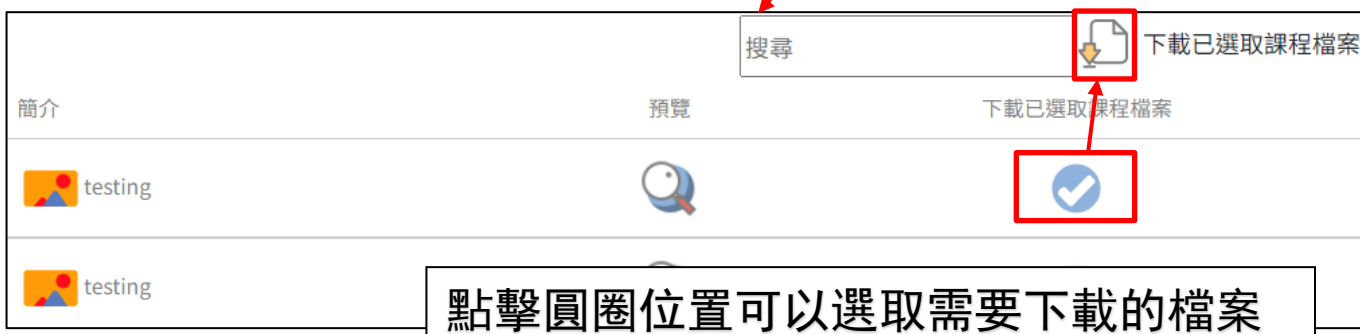 搜尋 下載已選取課程檔案
簡介 預覽 下載已選取課程檔案
testing
testing
點擊圓圈位置可以選取需要下載的檔案